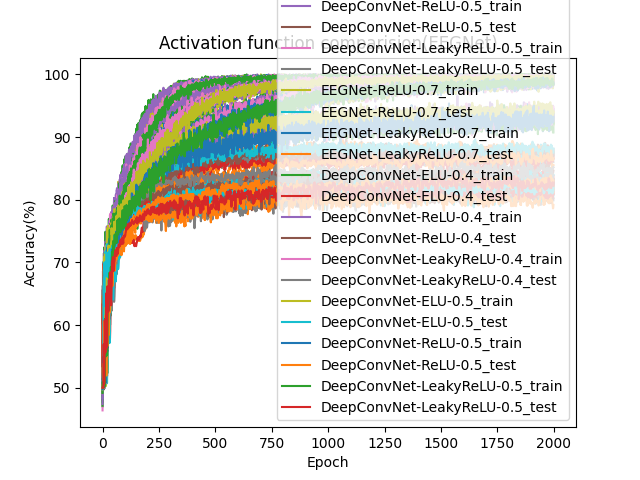 DeepConvNet-ReLU-0.5_train
DeepConvNet-ReLU-0.5_test
Activation function comparision(EEGNet)
DeepConvNet-LeakyReLU-0.5_train
DeepConvNet-LeakyReLU-0.5_test
EEGNet-ReLU-0.7_train
EEGNet-ReLU-0.7_test
EEGNet-LeakyReLU-0.7_train
EEGNet-LeakyReLU-0.7_test
DeepConvNet-ELU-0.4_train
DeepConvNet-ELU-0.4_test
DeepConvNet-ReLU-0.4_train
DeepConvNet-ReLU-0.4_test
DeepConvNet-LeakyReLU-0.4_train
DeepConvNet-LeakyReLU-0.4_test
DeepConvNet-ELU-0.5_train
DeepConvNet-ELU-0.5_test
DeepConvNet-ReLU-0.5_train
DeepConvNet-ReLU-0.5_test
DeepConvNet-LeakyReLU-0.5_train
DeepConvNet-LeakyReLU-0.5_test
100
90
80
70
60
50
Accuracy(%)
0 250 500 750 1000 1250 1500 1750 2000
Epoch